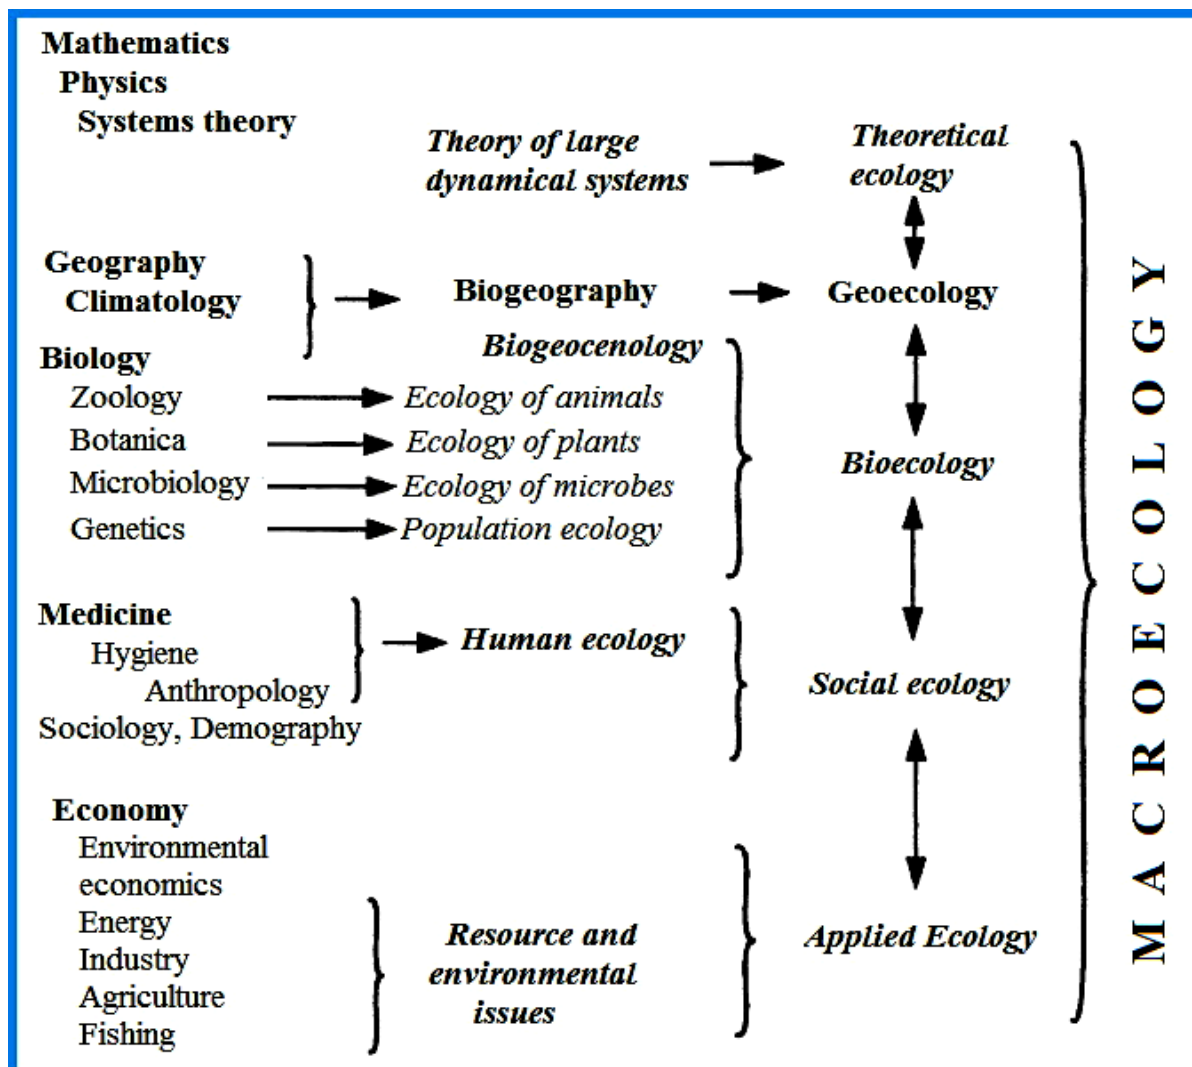 Mathematics
Physics
Systems theory
Theory of large
dynamical systems
Theoretical
ecology
Geography
Climatology
Biogeography
Geoecology
Biology
Biogeocenology
Zoology
Ecology of animals
Botanica
Ecology of plants
Microbiology
Ecology of microbes
Genetics
Population ecology
Bioecology
Medicine
Hygiene
Anthropology
Sociology, Demography
Human ecology
Social ecology
Economy
Environmental
economics
Energy
Industry
Agriculture
Fishing
Resource and
environmental
issues
Applied Ecology
MACROECOLOGY